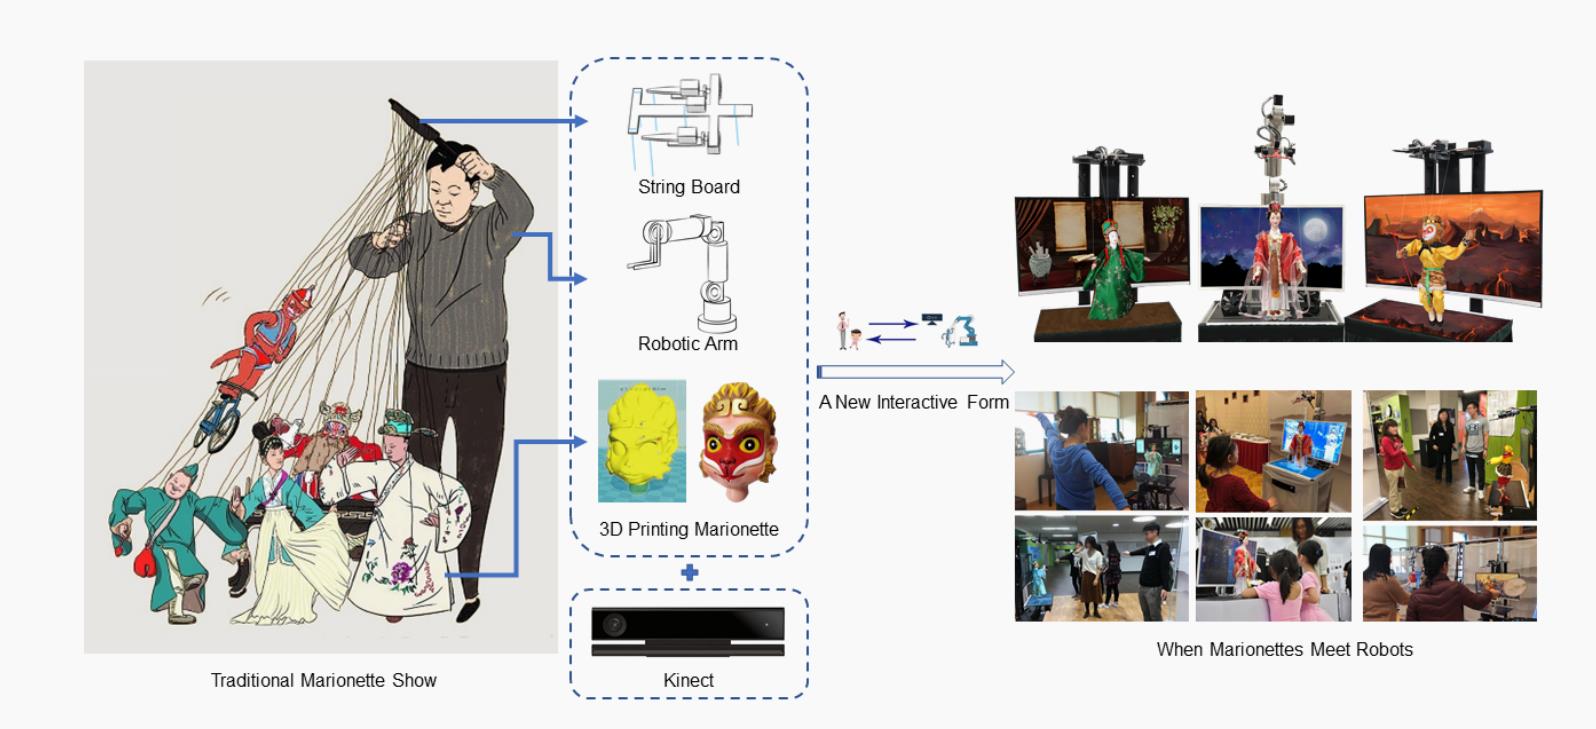 String Board
Robotic Arm
3D Printing Marionette
Kinect
Traditional Marionette Show
A New Interactive Form
When Marionettes Meet Robots